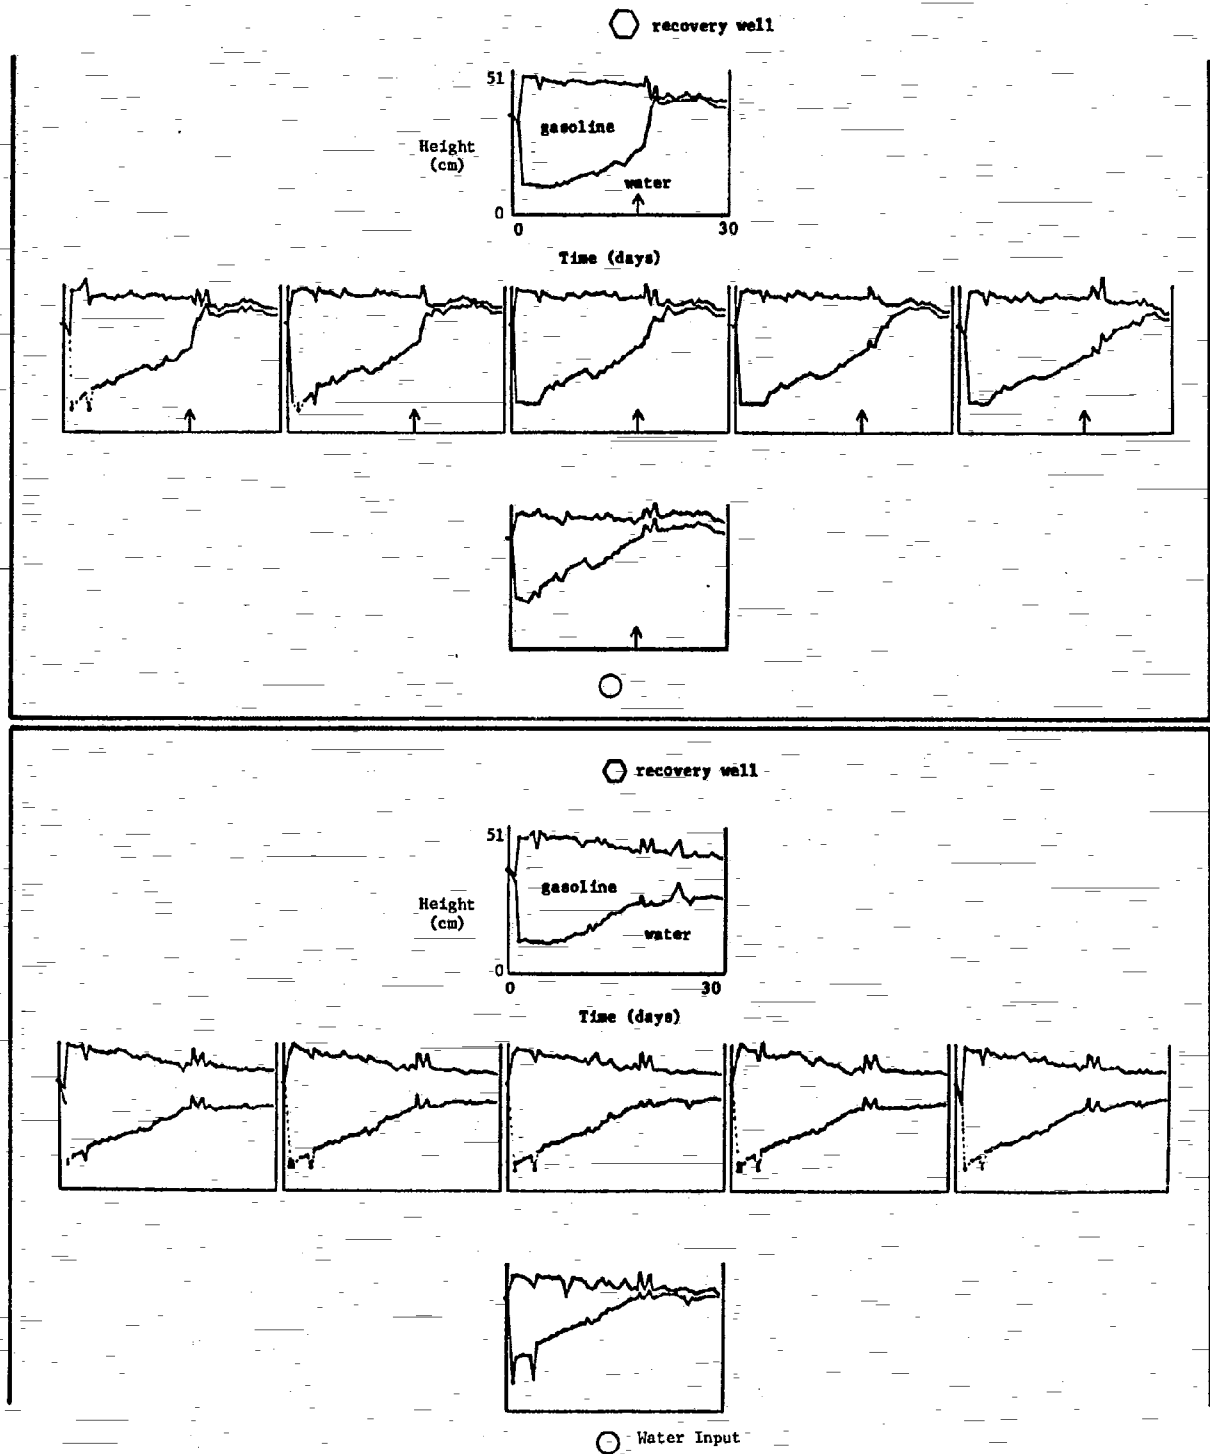 recovery well
51
gasoline
Height
(cm)
water
0
0 30
Time (days)
recovery well
51
gasoline
Height
(cm)
water
0
0 30
Time (days)
Water Input